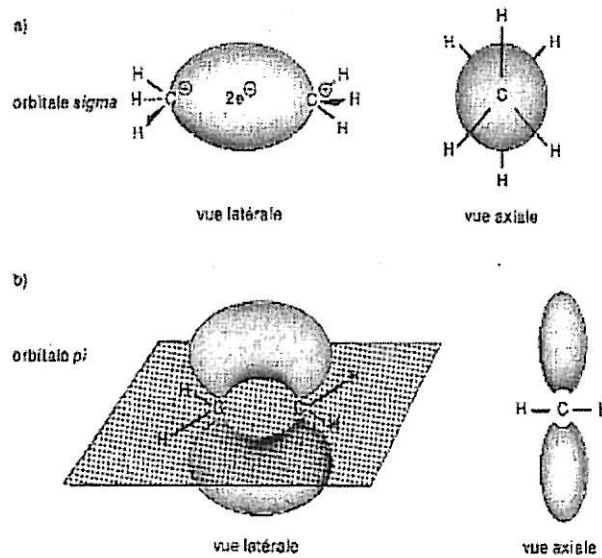 a)
orbitale sigma
H
H
H
C
⊕
2e⊖
⊕
C
H
H
H
vue latérale
H
H
H
C
H
H
H
vue axiale
b)
orbitale pi
H
H
C
C
H
H
vue latérale
H
C
vue axiale